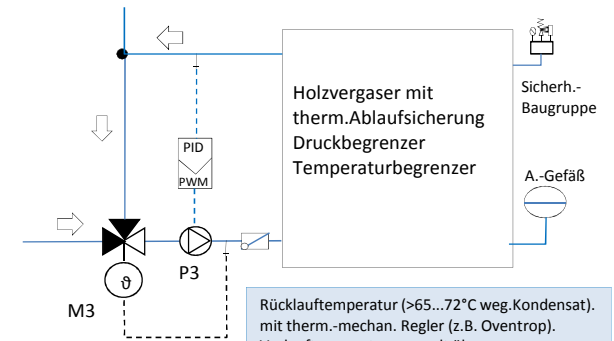 Holzvergaser mit
therm.Ablaufsicherung
Druckbegrenzer
Temperaturbegrenzer
Sicherh.-
Baugruppe
PID
PWM
A.-Gefäß
P3
ϑ
M3
Rücklauftemperatur (>65...72°C weg.Kondensat).
mit therm.-mechan. Regler (z.B. Oventrop).